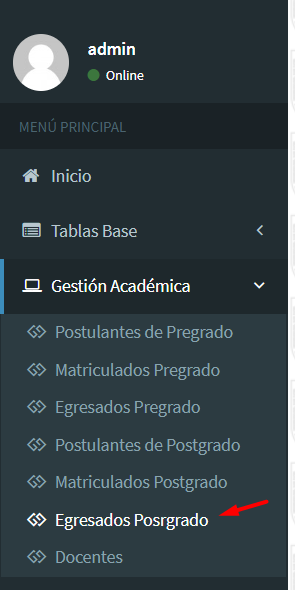 admin
Online
MENÚ PRINCIPAL
Inicio
Tablas Base
Gestión Académica
Postulantes de Pregrado
Matriculados Pregrado
Egresados Pregrado
Postulantes de Postgrado
Matriculados Postgrado
Egresados Posrgrado
Docentes